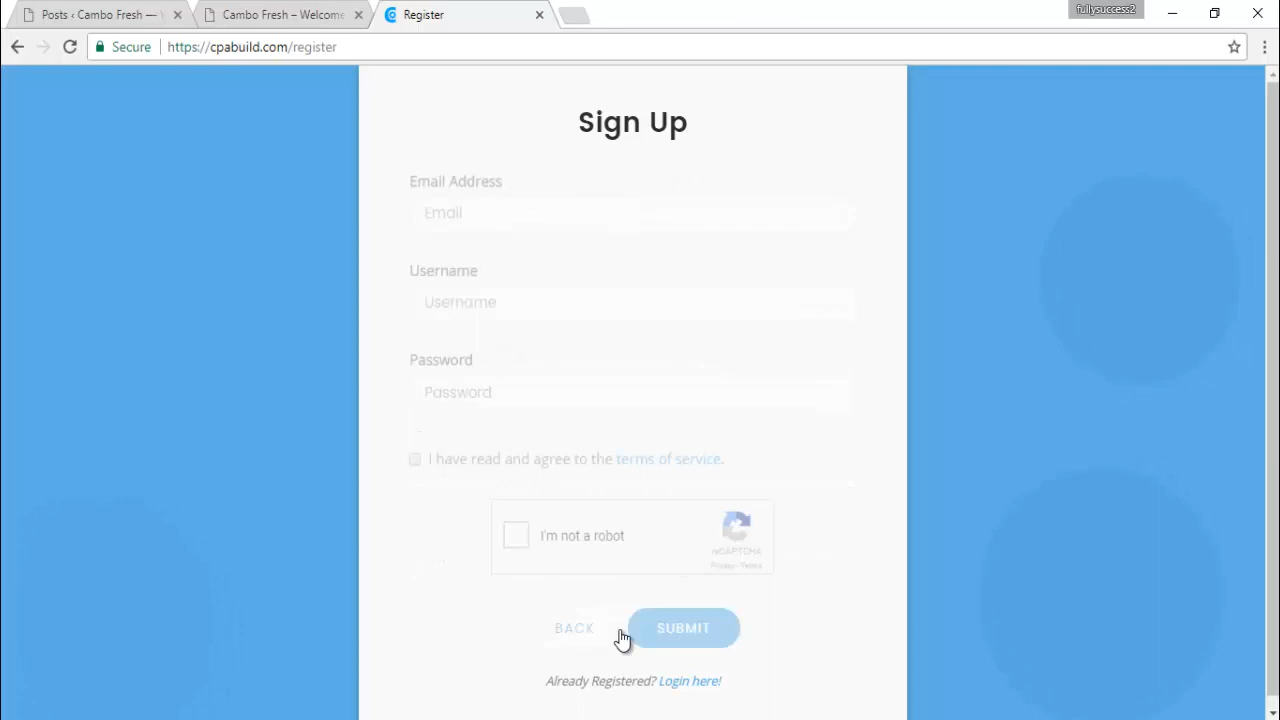 Posts ‹ Cambo Fresh —
Cambo Fresh – Welcome
Register
fullysuccess2
Secure
https://cpabuild.com/register
Sign Up
Email Address
Email
Username
Username
Password
Password
I have read and agree to the terms of service.
I'm not a robot
reCAPTCHA
Privacy - Terms
BACK
SUBMIT
Already Registered? Login here!